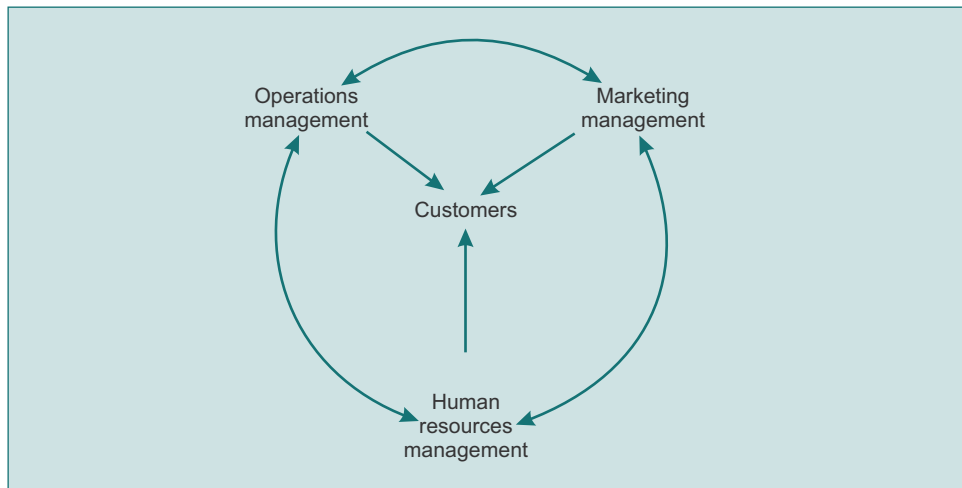 Operations
management
Marketing
management
Customers
Human
resources
management